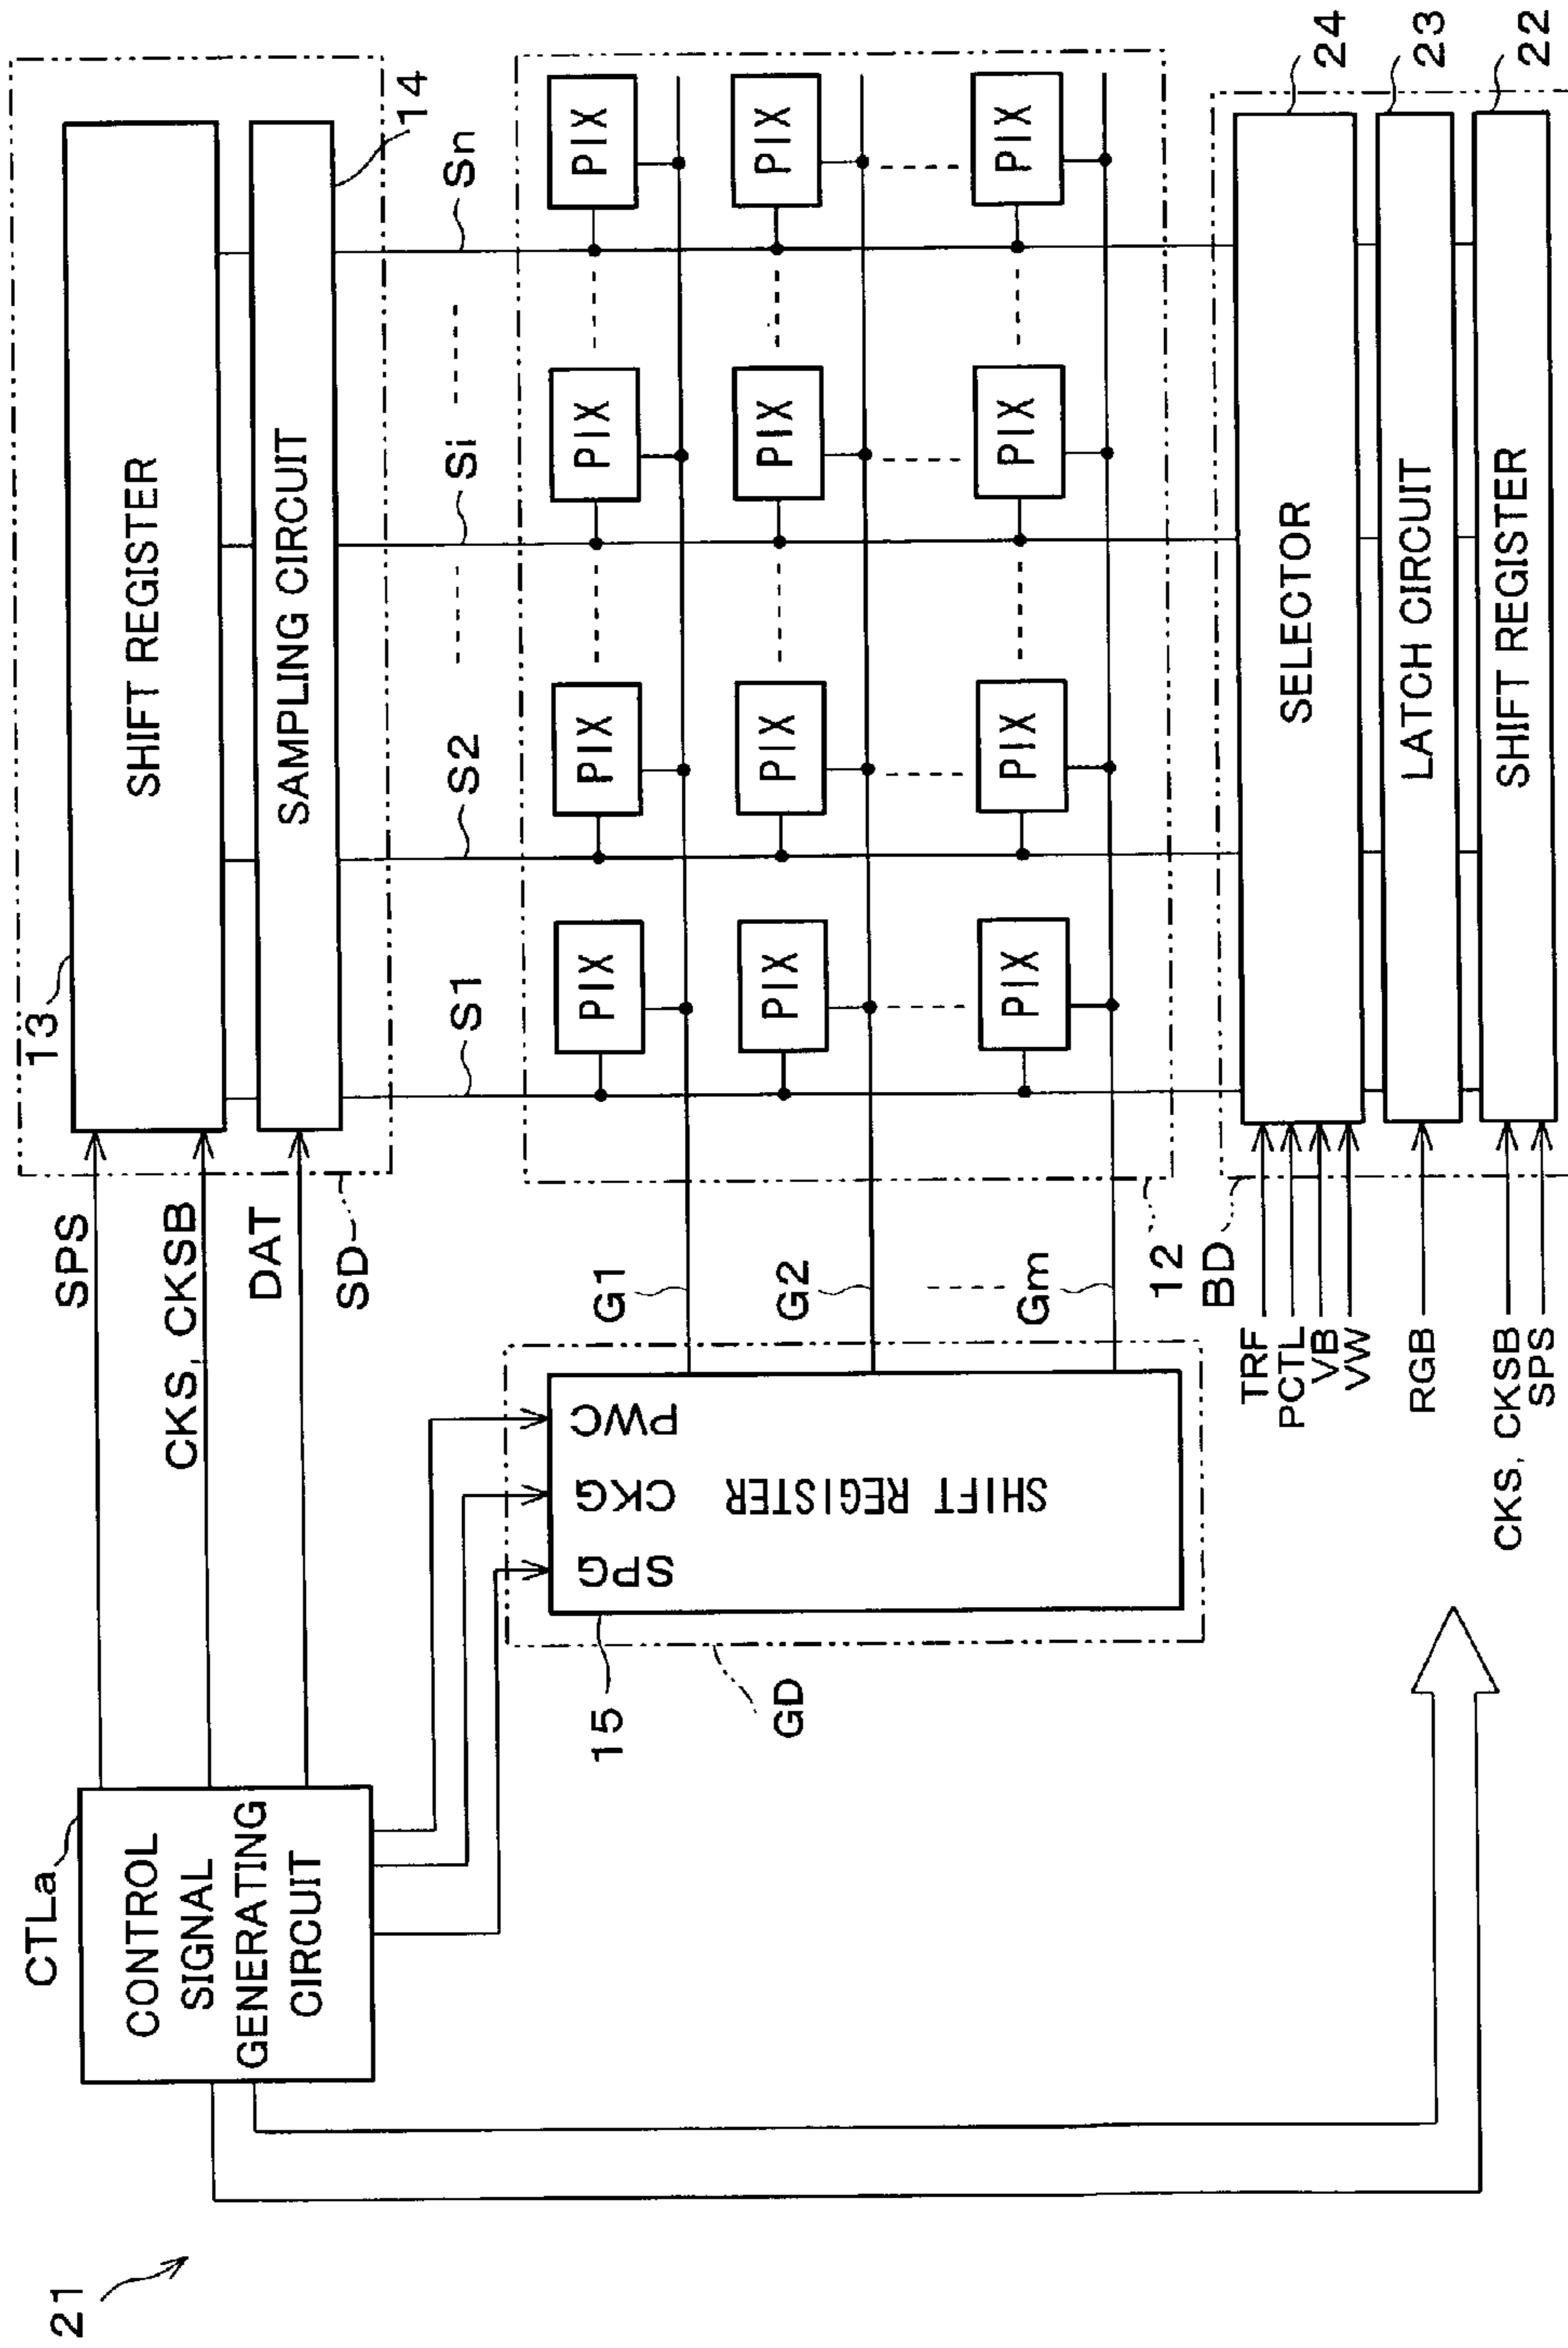 21
CTLa
CONTROL
SIGNAL
GENERATING
CIRCUIT
SPS
CKS, CKSB
DAT
SD
13
SHIFT REGISTER
SAMPLING CIRCUIT
14
S1
S2
Si
Sn
15
GD
SPG
CKG
PWC
SHIFT REGISTER
G1
G2
Gm
12
PIX
PIX
PIX
PIX
PIX
PIX
PIX
PIX
PIX
PIX
PIX
PIX
BD
TRF
PCTL
VB
VW
RGB
CKS, CKSB
SPS
SELECTOR
24
LATCH CIRCUIT
23
SHIFT REGISTER
22